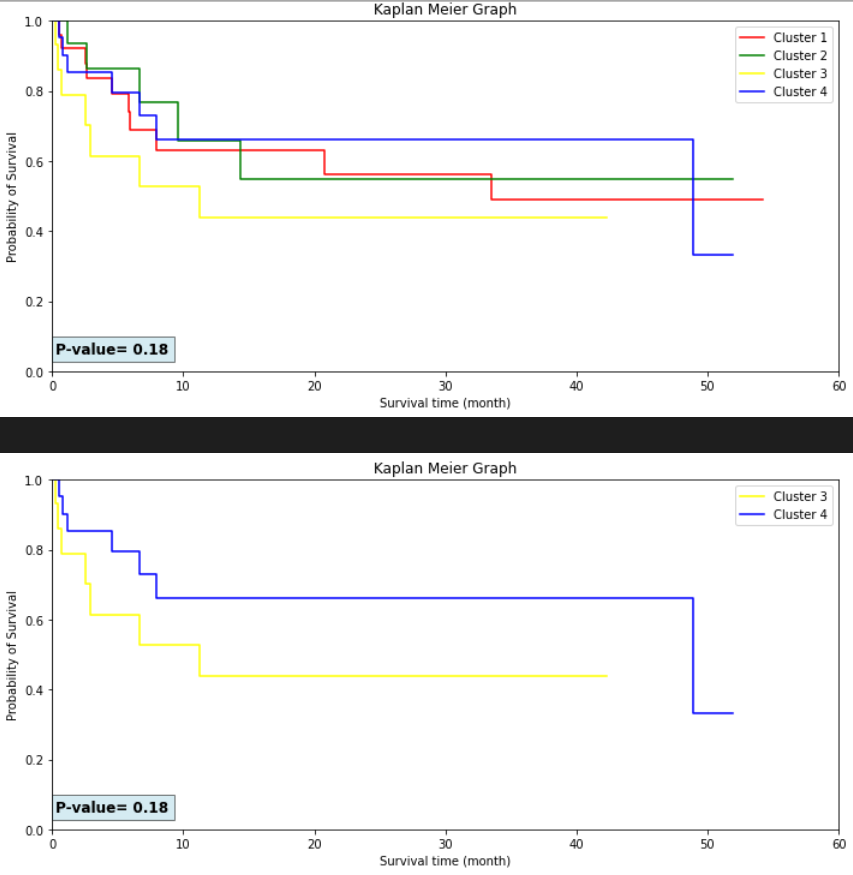 Kaplan Meier Graph
1.0
0.8
0.6
0.4
0.2
0.0
Probability of Survival
Cluster 1
Cluster 2
Cluster 3
Cluster 4
P-value= 0.18
0 10 20 30 40 50 60
Survival time (month)
Kaplan Meier Graph
1.0
0.8
0.6
0.4
0.2
0.0
Probability of Survival
Cluster 3
Cluster 4
P-value= 0.18
0 10 20 30 40 50 60
Survival time (month)